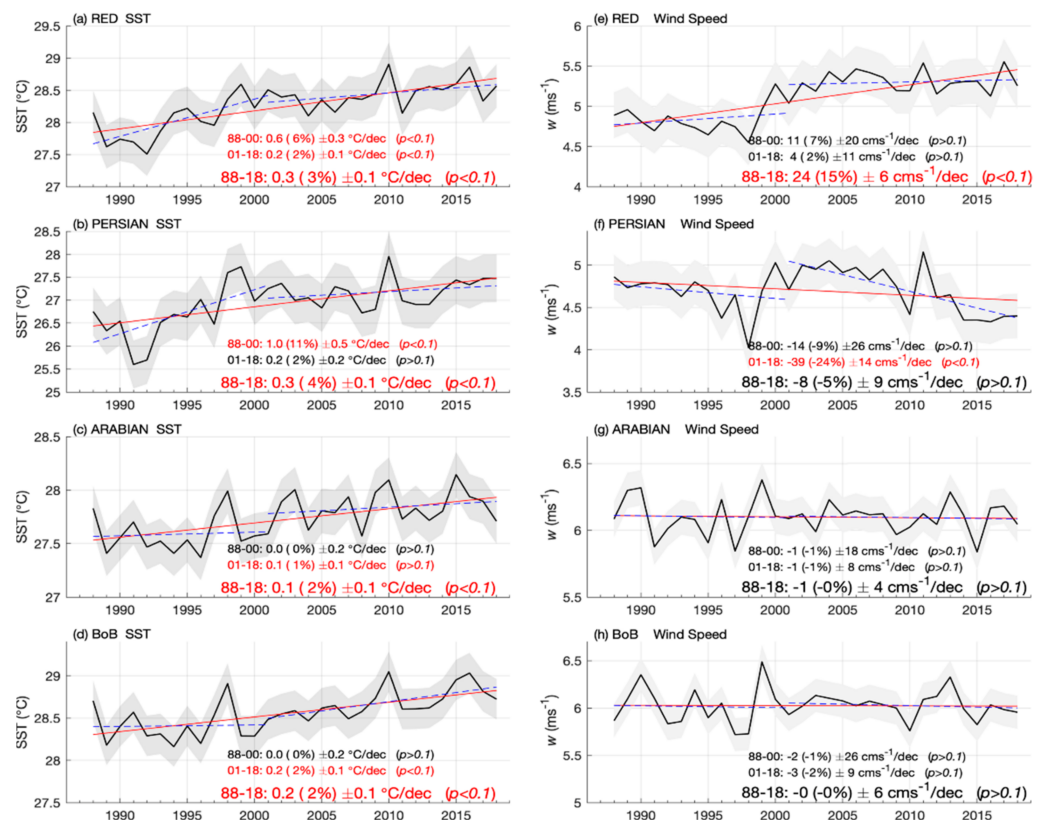 (a) RED SST
29.5
29
28.5
28
27.5
27
SST (°C)
88-00: 0.6 ( 6%) ±0.3 °C/dec (p<0.1)
01-18: 0.2 ( 2%) ±0.1 °C/dec (p<0.1)
88-18: 0.3 ( 3%) ±0.1 °C/dec (p<0.1)
1990 1995 2000 2005 2010 2015
(b) PERSIAN SST
28.5
28
27.5
27
26.5
26
25.5
25
SST (°C)
88-00: 1.0 (11%) ±0.5 °C/dec (p<0.1)
01-18: 0.2 ( 2%) ±0.2 °C/dec (p>0.1)
88-18: 0.3 ( 4%) ±0.1 °C/dec (p<0.1)
1990 1995 2000 2005 2010 2015
(c) ARABIAN SST
28.5
28
27.5
27
SST (°C)
88-00: 0.0 ( 0%) ±0.2 °C/dec (p>0.1)
01-18: 0.1 ( 1%) ±0.1 °C/dec (p>0.1)
88-18: 0.1 ( 2%) ±0.1 °C/dec (p<0.1)
1990 1995 2000 2005 2010 2015
(d) BoB SST
29
28.5
28
27.5
SST (°C)
88-00: 0.0 ( 0%) ±0.2 °C/dec (p>0.1)
01-18: 0.2 ( 2%) ±0.1 °C/dec (p<0.1)
88-18: 0.2 ( 2%) ±0.1 °C/dec (p<0.1)
1990 1995 2000 2005 2010 2015
(e) RED Wind Speed
6
5.5
5
4.5
4
w (ms⁻¹)
88-00: 11 (7%) ±20 cms⁻¹/dec (p>0.1)
01-18: 4 (2%) ±11 cms⁻¹/dec (p>0.1)
88-18: 24 (15%) ± 6 cms⁻¹/dec (p<0.1)
1990 1995 2000 2005 2010 2015
(f) PERSIAN Wind Speed
5
4.5
4
3.5
w (ms⁻¹)
88-00: -14 (-9%) ±26 cms⁻¹/dec (p>0.1)
01-18: -39 (-24%) ±14 cms⁻¹/dec (p<0.1)
88-18: -8 (-5%) ± 9 cms⁻¹/dec (p>0.1)
1990 1995 2000 2005 2010 2015
(g) ARABIAN Wind Speed
6.5
6
5.5
w (ms⁻¹)
88-00: -1 (-1%) ±18 cms⁻¹/dec (p>0.1)
01-18: -1 (-1%) ± 8 cms⁻¹/dec (p>0.1)
88-18: -1 (-0%) ± 4 cms⁻¹/dec (p>0.1)
1990 1995 2000 2005 2010 2015
(h) BoB Wind Speed
6.5
6
5.5
5
w (ms⁻¹)
88-00: -2 (-1%) ±26 cms⁻¹/dec (p>0.1)
01-18: -3 (-2%) ± 9 cms⁻¹/dec (p>0.1)
88-18: -0 (-0%) ± 6 cms⁻¹/dec (p>0.1)
1990 1995 2000 2005 2010 2015